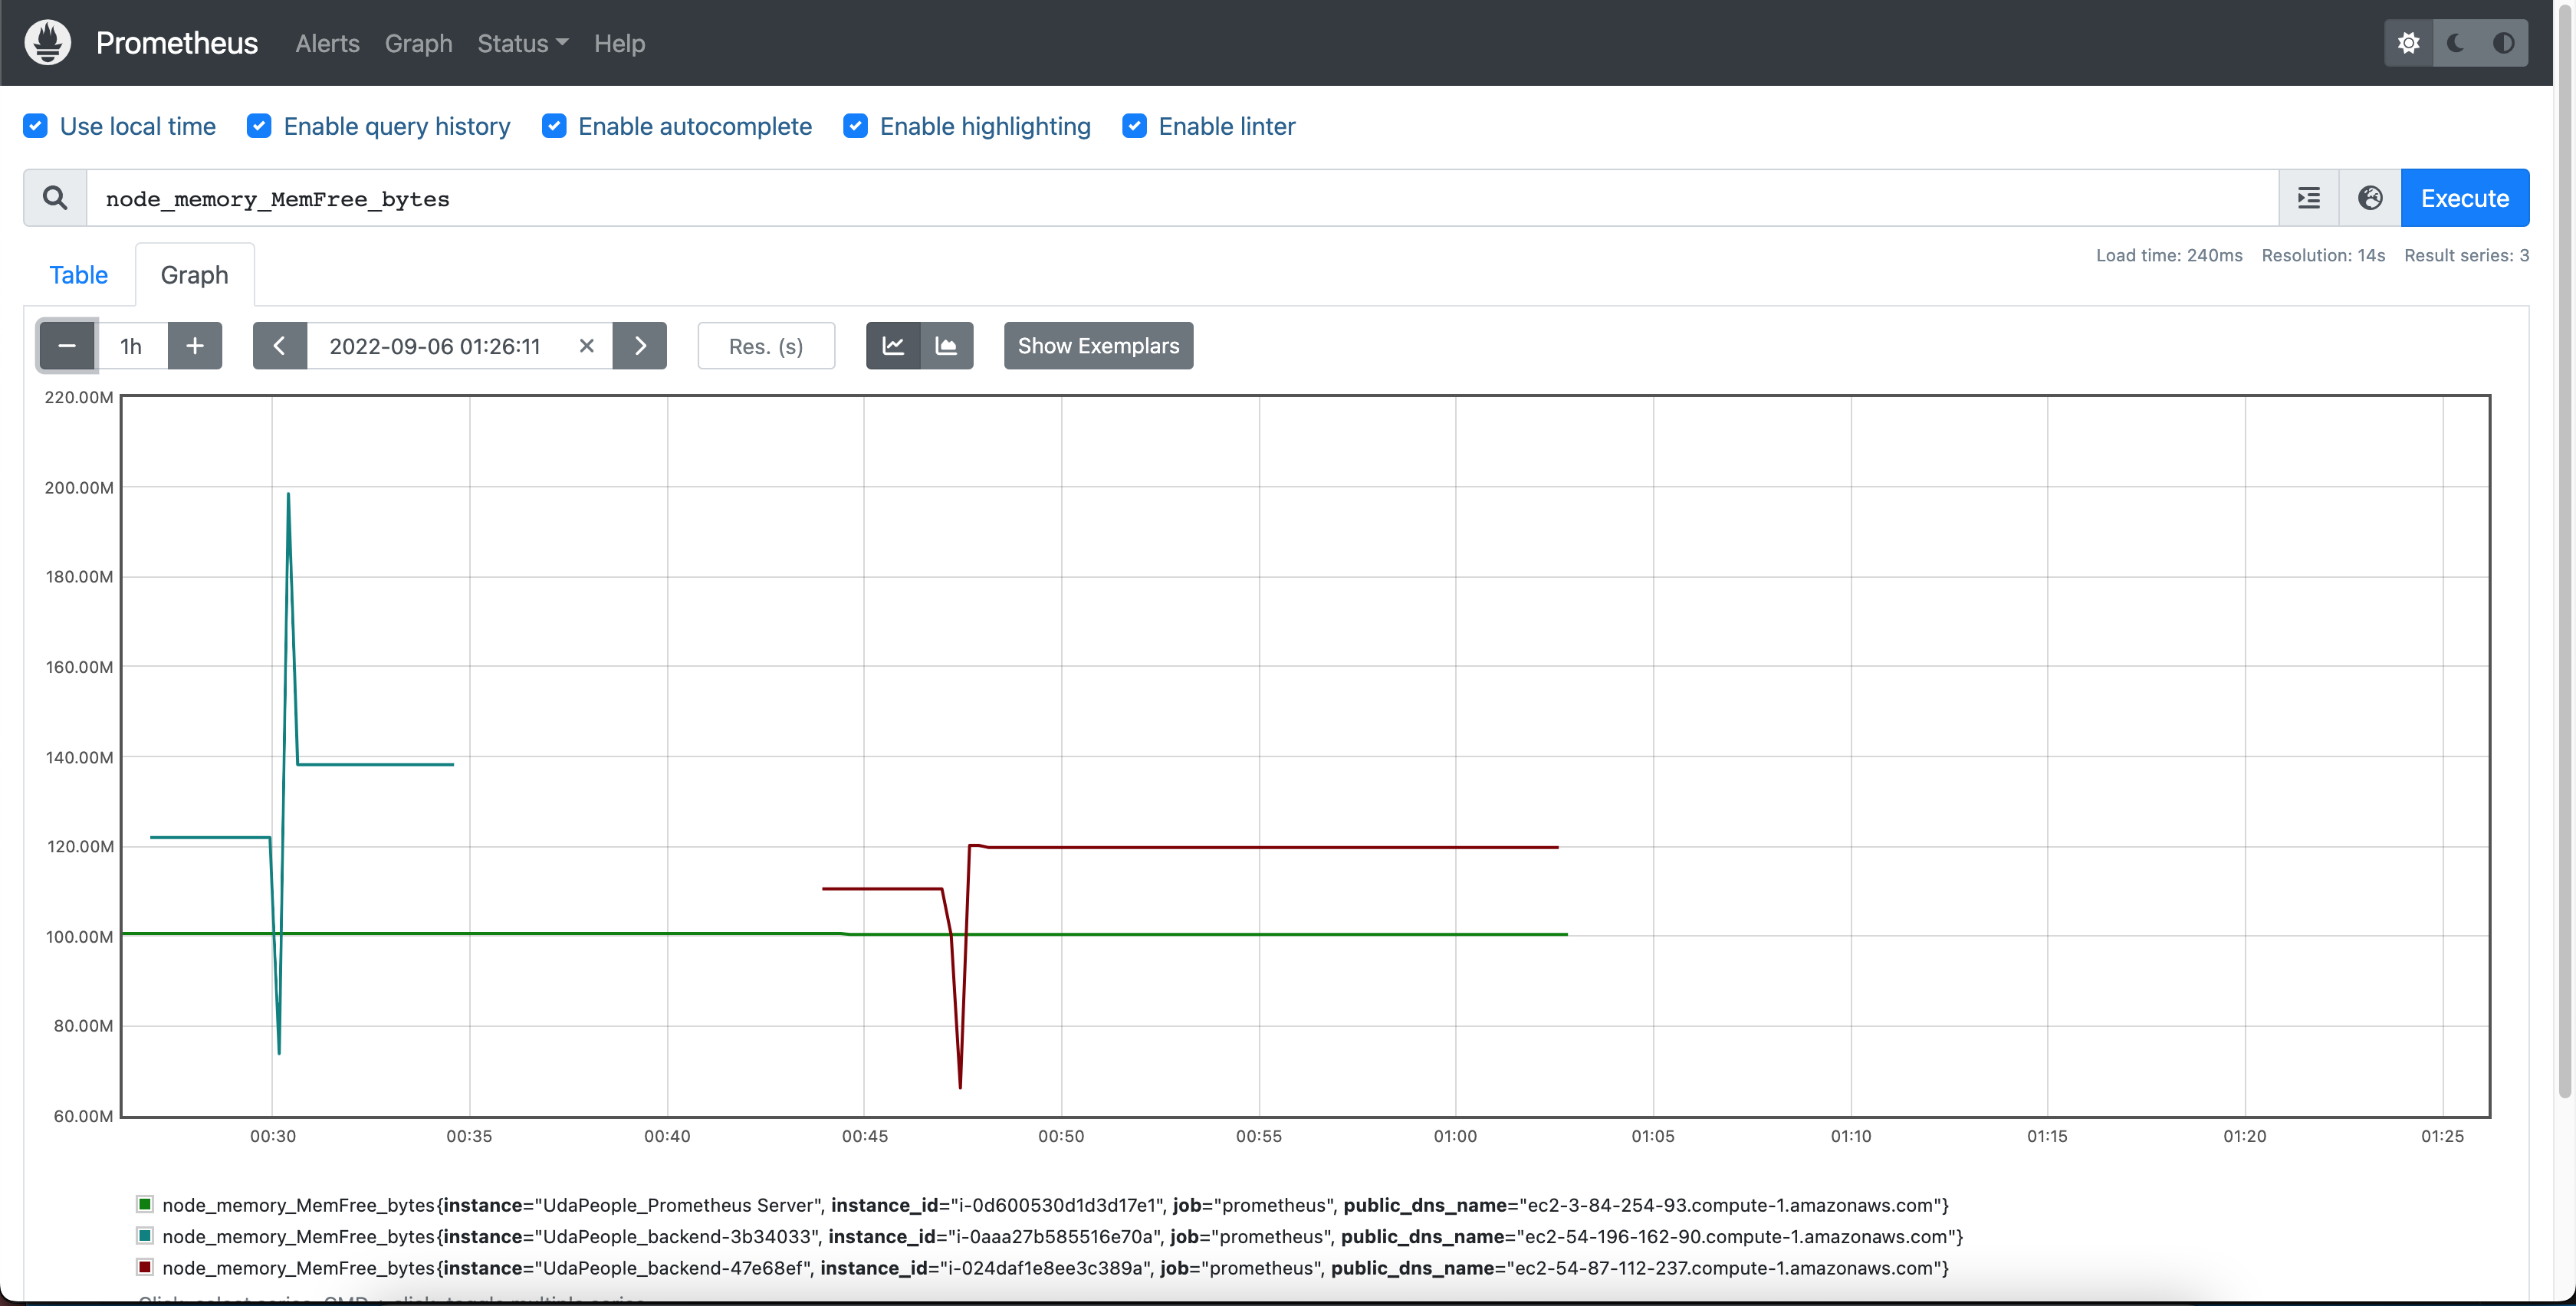 Prometheus Alerts Graph Status Help
Use local time Enable query history Enable autocomplete Enable highlighting Enable linter
node_memory_MemFree_bytes Execute
Load time: 240ms Resolution: 14s Result series: 3
Table Graph
1h 2022-09-06 01:26:11 Res. (s) Show Exemplars
220.00M
200.00M
180.00M
160.00M
140.00M
120.00M
100.00M
80.00M
60.00M
00:30 00:35 00:40 00:45 00:50 00:55 01:00 01:05 01:10 01:15 01:20 01:25
node_memory_MemFree_bytes{instance="UdaPeople_Prometheus Server", instance_id="i-0d600530d1d3d17e1", job="prometheus", public_dns_name="ec2-3-84-254-93.compute-1.amazonaws.com"}
node_memory_MemFree_bytes{instance="UdaPeople_backend-3b34033", instance_id="i-0aaa27b585516e70a", job="prometheus", public_dns_name="ec2-54-196-162-90.compute-1.amazonaws.com"}
node_memory_MemFree_bytes{instance="UdaPeople_backend-47e68ef", instance_id="i-024daf1e8ee3c389a", job="prometheus", public_dns_name="ec2-54-87-112-237.compute-1.amazonaws.com"}